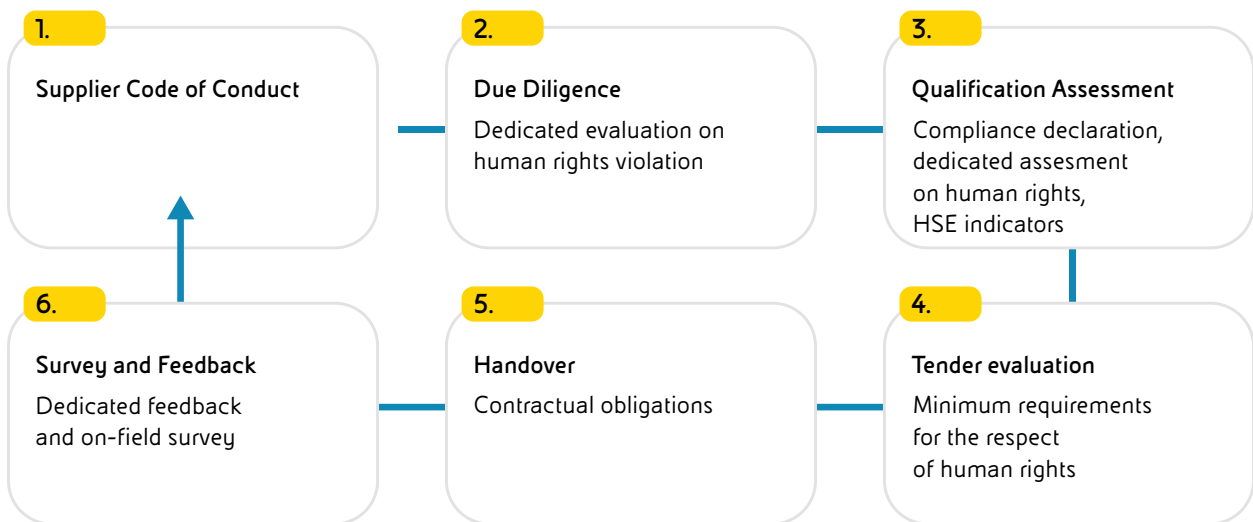 1.
Supplier Code of Conduct
2.
Due Diligence
Dedicated evaluation on
human rights violation
3.
Qualification Assessment
Compliance declaration,
dedicated assesment
on human rights,
HSE indicators
4.
Tender evaluation
Minimum requirements
for the respect
of human rights
5.
Handover
Contractual obligations
6.
Survey and Feedback
Dedicated feedback
and on-field survey